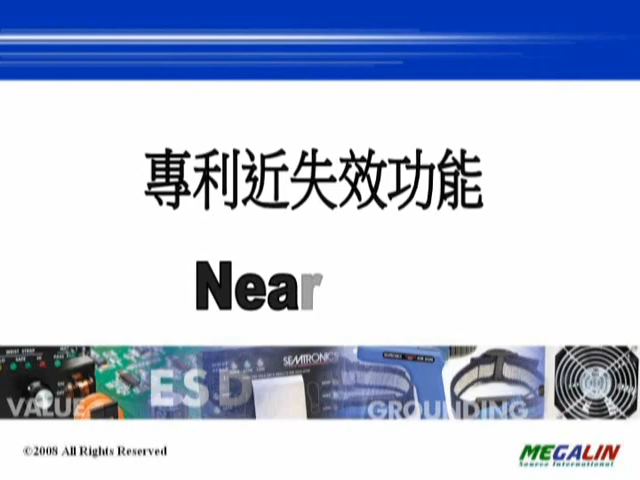 專利近失效功能
Near
SEMTRONICS
VALUE
ESD
GROUNDING
©2008 All Rights Reserved
MEGALIN
Source International